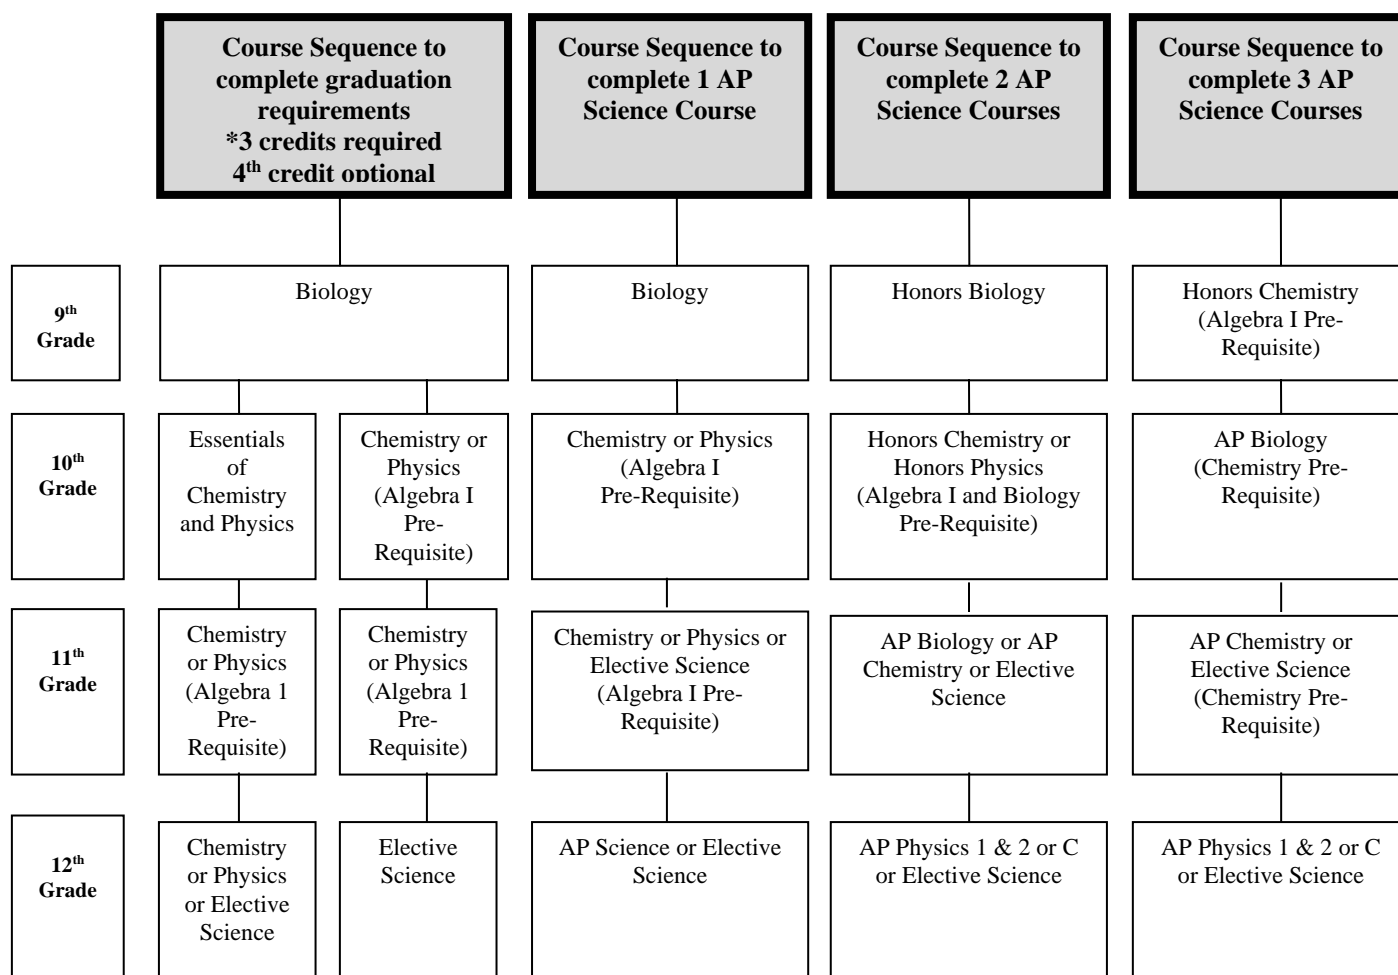 Course Sequence to
complete graduation
requirements
*3 credits required
4th credit optional
Course Sequence to
complete 1 AP
Science Course
Course Sequence to
complete 2 AP
Science Courses
Course Sequence to
complete 3 AP
Science Courses
9th
Grade
Biology
Biology
Honors Biology
Honors Chemistry
(Algebra I Pre-
Requisite)
10th
Grade
Essentials
of
Chemistry
and Physics
Chemistry or
Physics
(Algebra I
Pre-
Requisite)
Chemistry or Physics
(Algebra I
Pre-Requisite)
Honors Chemistry or
Honors Physics
(Algebra I and Biology
Pre-Requisite)
AP Biology
(Chemistry Pre-
Requisite)
11th
Grade
Chemistry
or Physics
(Algebra 1
Pre-
Requisite)
Chemistry
or Physics
(Algebra 1
Pre-
Requisite)
Chemistry or Physics or
Elective Science
(Algebra I Pre-
Requisite)
AP Biology or AP
Chemistry or Elective
Science
AP Chemistry or
Elective Science
(Chemistry Pre-
Requisite)
12th
Grade
Chemistry
or Physics
or Elective
Science
Elective
Science
AP Science or Elective
Science
AP Physics 1 & 2 or C
or Elective Science
AP Physics 1 & 2 or C
or Elective Science